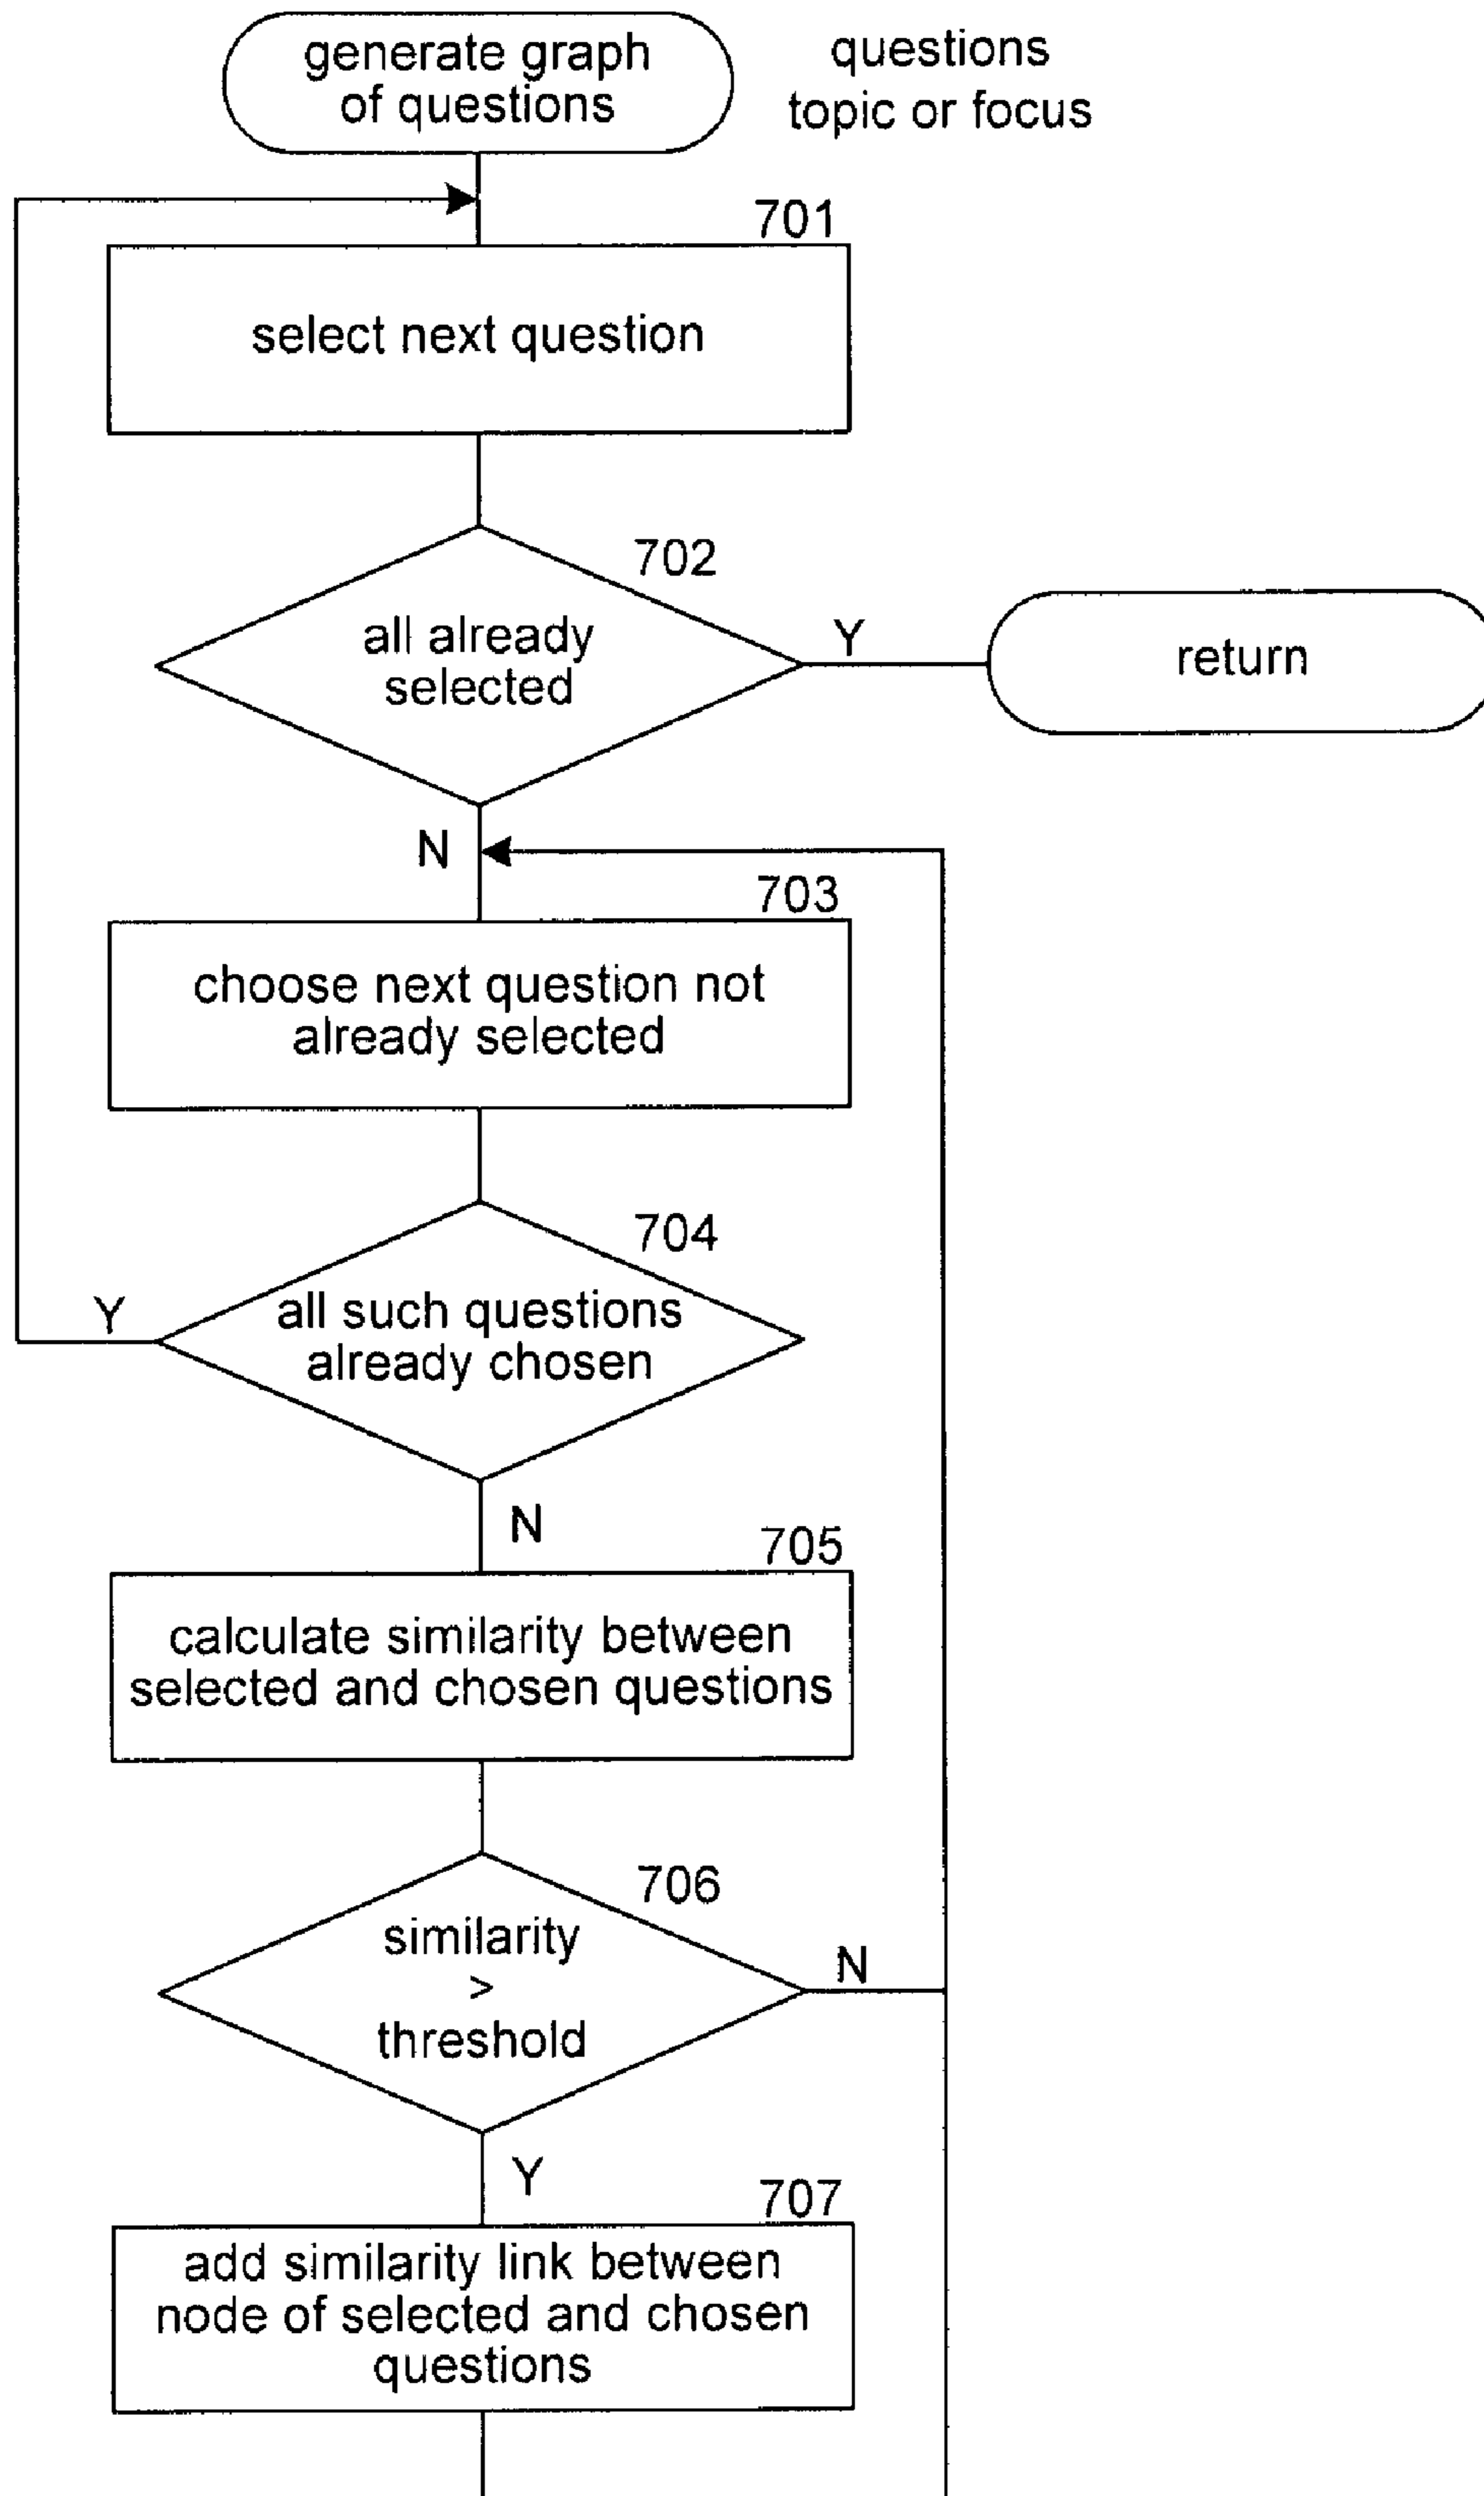 generate graph
of questions
questions
topic or focus
701
select next question
702
all already
selected
Y
return
N
703
choose next question not
already selected
704
all such questions
already chosen
Y
N
705
calculate similarity between
selected and chosen questions
706
similarity
>
threshold
N
Y
707
add similarity link between
node of selected and chosen
questions